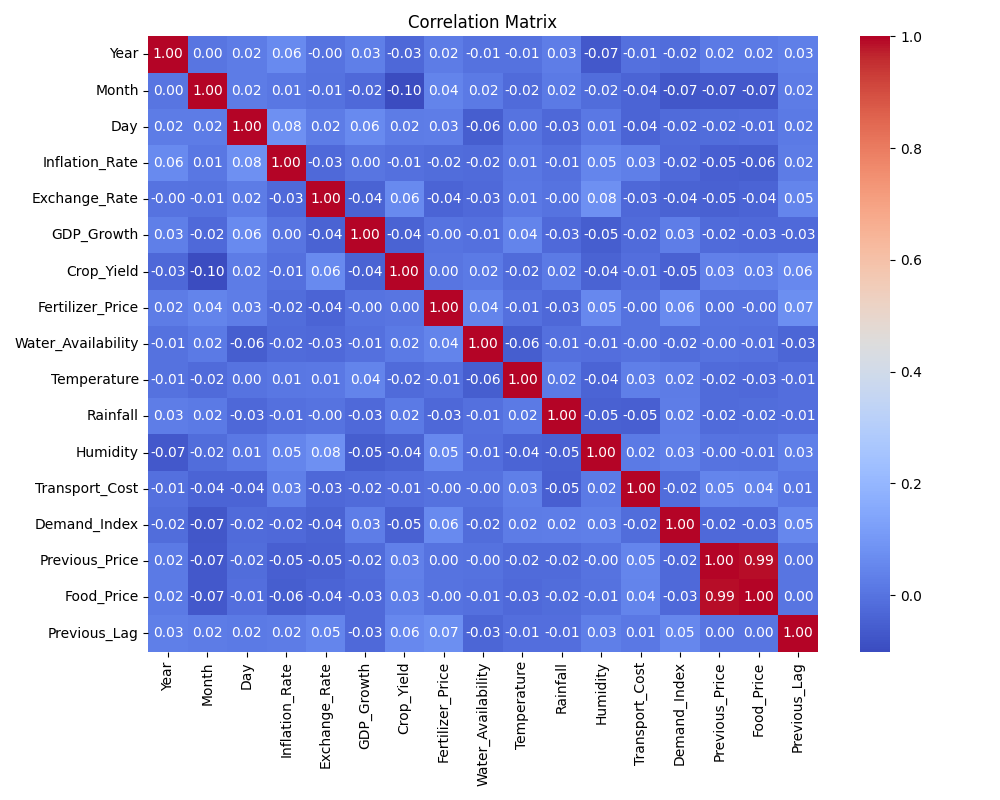 Correlation Matrix
Year 1.00 0.00 0.02 0.06 -0.00 0.03 -0.03 0.02 -0.01 -0.01 0.03 -0.07 -0.01 -0.02 0.02 0.02 0.03
Month 0.00 1.00 0.02 0.01 -0.01 -0.02 -0.10 0.04 0.02 -0.02 0.02 -0.02 -0.04 -0.07 -0.07 -0.07 0.02
Day 0.02 0.02 1.00 0.08 0.02 0.06 0.02 0.03 -0.06 0.00 -0.03 0.01 -0.04 -0.02 -0.02 -0.01 0.02
Inflation_Rate 0.06 0.01 0.08 1.00 -0.03 0.00 -0.01 -0.02 -0.02 0.01 -0.01 0.05 0.03 -0.02 -0.05 -0.06 0.02
Exchange_Rate -0.00 -0.01 0.02 -0.03 1.00 -0.04 0.06 -0.04 -0.03 0.01 -0.00 0.08 -0.03 -0.04 -0.05 -0.04 0.05
GDP_Growth 0.03 -0.02 0.06 0.00 -0.04 1.00 -0.04 -0.00 -0.01 0.04 -0.03 -0.05 -0.02 0.03 -0.02 -0.03 -0.03
Crop_Yield -0.03 -0.10 0.02 -0.01 0.06 -0.04 1.00 0.00 0.02 -0.02 0.02 -0.04 -0.01 -0.05 0.03 0.03 0.06
Fertilizer_Price 0.02 0.04 0.03 -0.02 -0.04 -0.00 0.00 1.00 0.04 -0.01 -0.03 0.05 -0.00 0.06 0.00 -0.00 0.07
Water_Availability -0.01 0.02 -0.06 -0.02 -0.03 -0.01 0.02 0.04 1.00 -0.06 -0.01 -0.01 -0.00 -0.02 -0.00 -0.01 -0.03
Temperature -0.01 -0.02 0.00 0.01 0.01 0.04 -0.02 -0.01 -0.06 1.00 0.02 -0.04 0.03 0.02 -0.02 -0.03 -0.01
Rainfall 0.03 0.02 -0.03 -0.01 -0.00 -0.03 0.02 -0.03 -0.01 0.02 1.00 -0.05 -0.05 0.02 -0.02 -0.02 -0.01
Humidity -0.07 -0.02 0.01 0.05 0.08 -0.05 -0.04 0.05 -0.01 -0.04 -0.05 1.00 0.02 0.03 -0.00 -0.01 0.03
Transport_Cost -0.01 -0.04 -0.04 0.03 -0.03 -0.02 -0.01 -0.00 -0.00 0.03 -0.05 0.02 1.00 -0.02 0.05 0.04 0.01
Demand_Index -0.02 -0.07 -0.02 -0.02 -0.04 0.03 -0.05 0.06 -0.02 0.02 0.02 0.03 -0.02 1.00 -0.02 -0.03 0.05
Previous_Price 0.02 -0.07 -0.02 -0.05 -0.05 -0.02 0.03 0.00 -0.00 -0.02 -0.02 -0.00 0.05 -0.02 1.00 0.99 0.00
Food_Price 0.02 -0.07 -0.01 -0.06 -0.04 -0.03 0.03 -0.00 -0.01 -0.03 -0.02 -0.01 0.04 -0.03 0.99 1.00 0.00
Previous_Lag 0.03 0.02 0.02 0.02 0.05 -0.03 0.06 0.07 -0.03 -0.01 -0.01 0.03 0.01 0.05 0.00 0.00 1.00
Year Month Day Inflation_Rate Exchange_Rate GDP_Growth Crop_Yield Fertilizer_Price Water_Availability Temperature Rainfall Humidity Transport_Cost Demand_Index Previous_Price Food_Price Previous_Lag
1.0
0.8
0.6
0.4
0.2
0.0